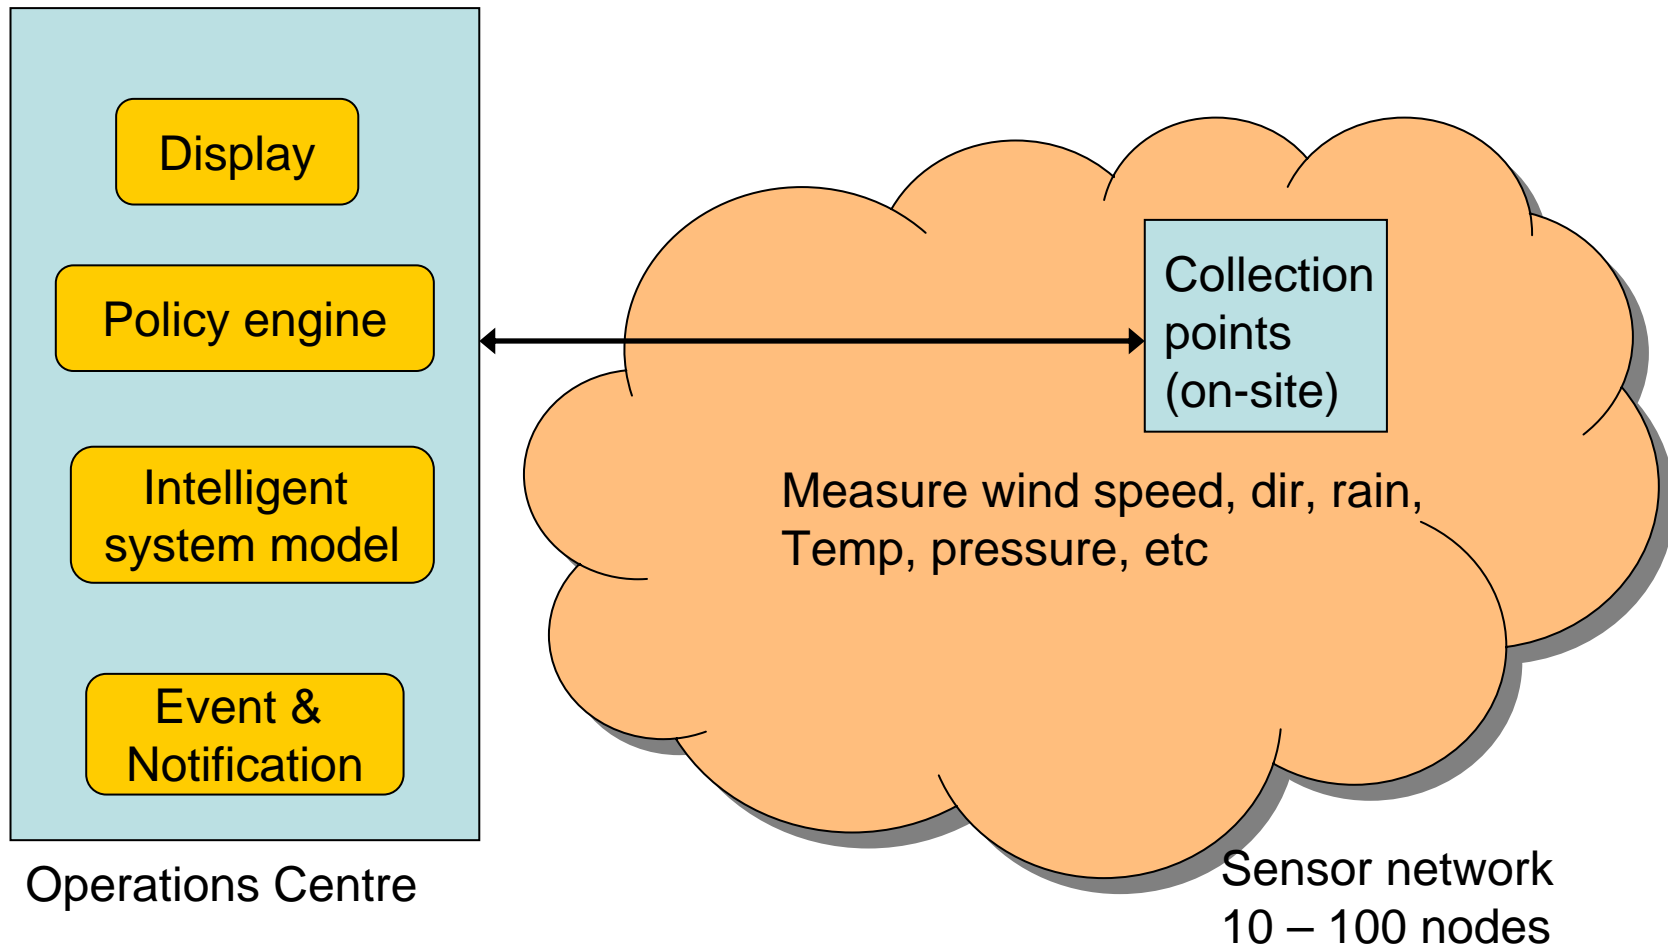 Display
Policy engine
Intelligent
system model
Event &
Notification
Operations Centre
Collection
points
(on-site)
Measure wind speed, dir, rain,
Temp, pressure, etc
Sensor network
10 – 100 nodes